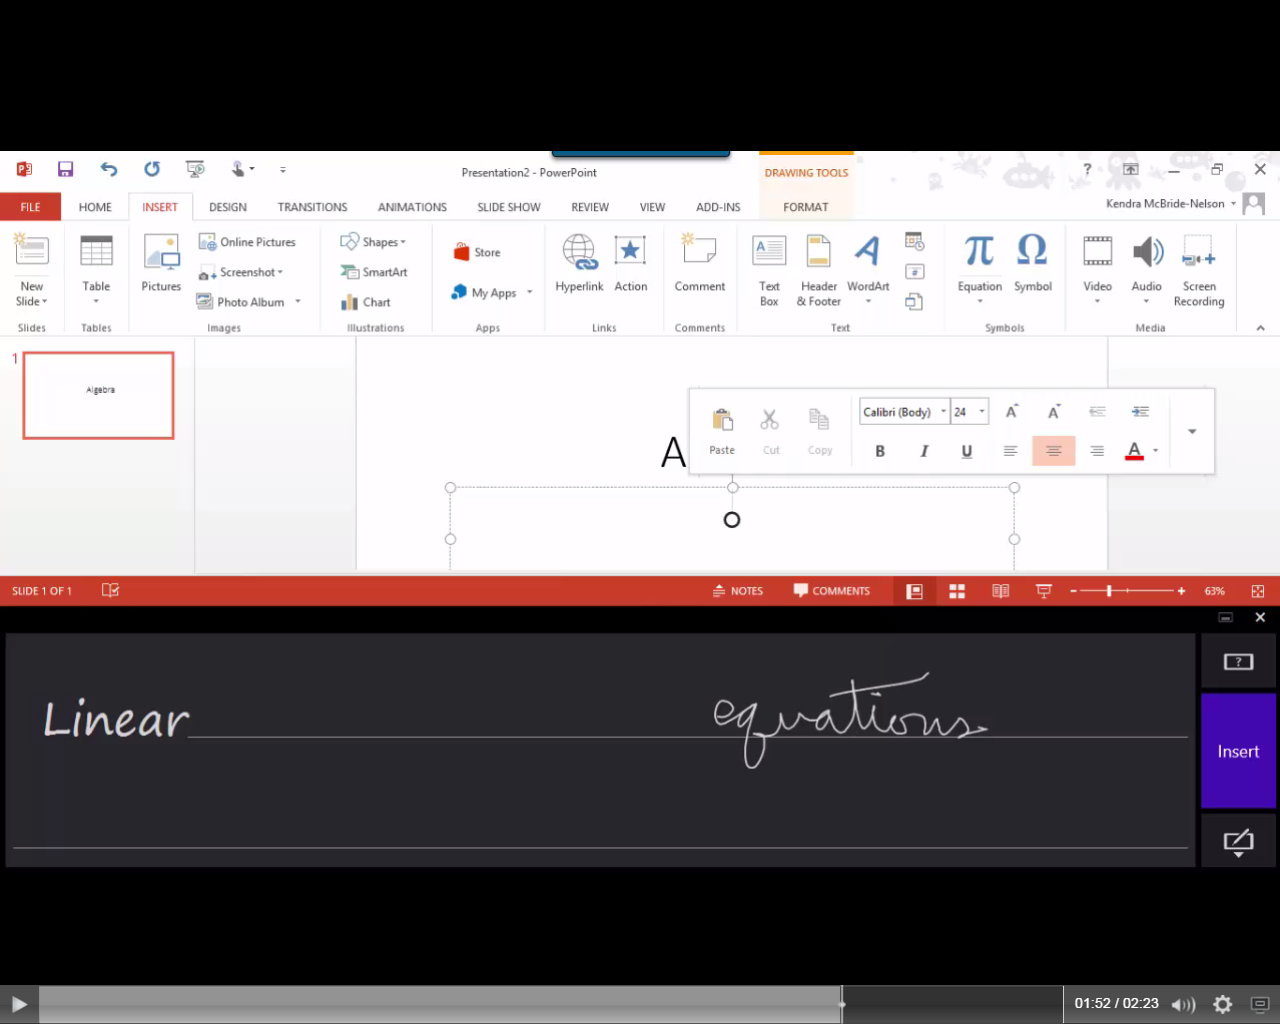 Presentation2 - PowerPoint
DRAWING TOOLS
?
FILE
HOME
INSERT
DESIGN
TRANSITIONS
ANIMATIONS
SLIDE SHOW
REVIEW
VIEW
ADD-INS
FORMAT
Kendra McBride-Nelson
New Slide
Table
Pictures
Online Pictures
Screenshot
Photo Album
Shapes
SmartArt
Chart
Store
My Apps
Hyperlink
Action
Comment
Text Box
Header & Footer
WordArt
Equation
Symbol
Video
Audio
Screen Recording
Slides
Tables
Images
Illustrations
Apps
Links
Comments
Text
Symbols
Media
1
Algebra
A
Paste
Cut
Copy
Calibri (Body)
24
A
A
B
I
U
A
SLIDE 1 OF 1
NOTES
COMMENTS
63%
Linear equations
?
Insert
01:52 / 02:23